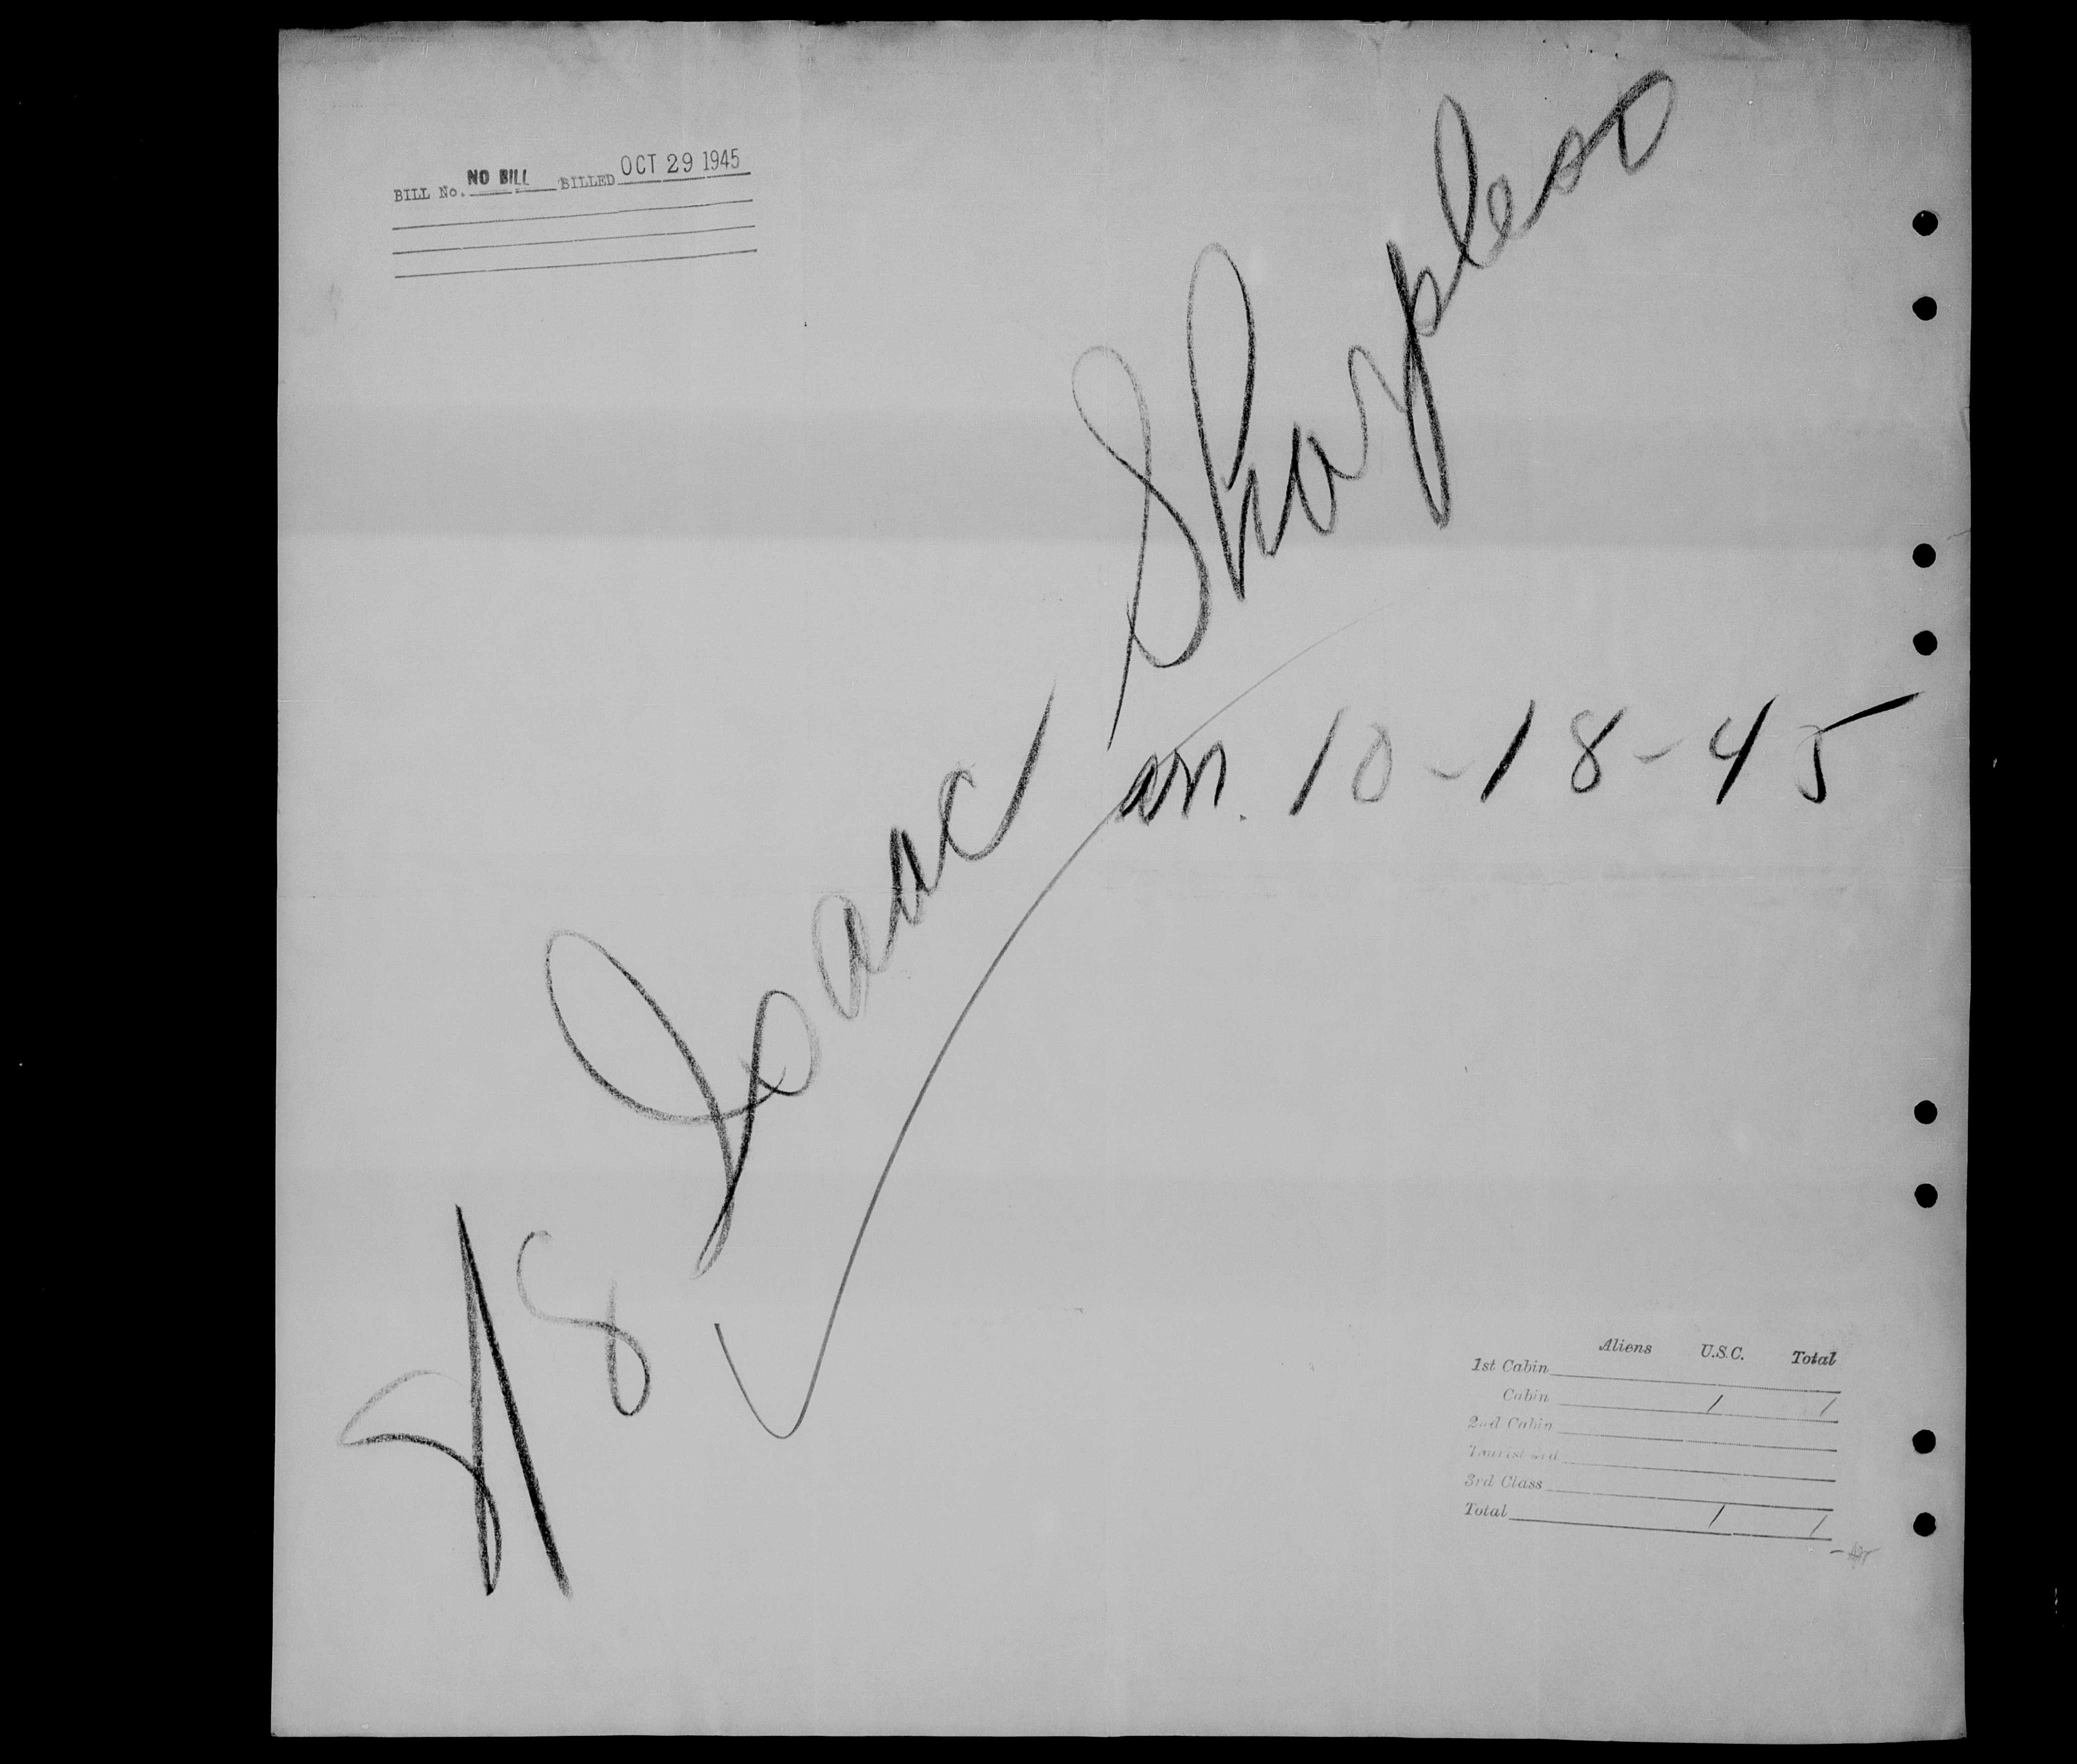 BILL No. NO BILL BILLED OCT 29 1945
S/S Isaac Sharpless
arr. 10-18-45
Aliens U.S.C. Total
1st Cabin
Cabin 1 1
2nd Cabin
Tourist 3rd
3rd Class
Total 1 1